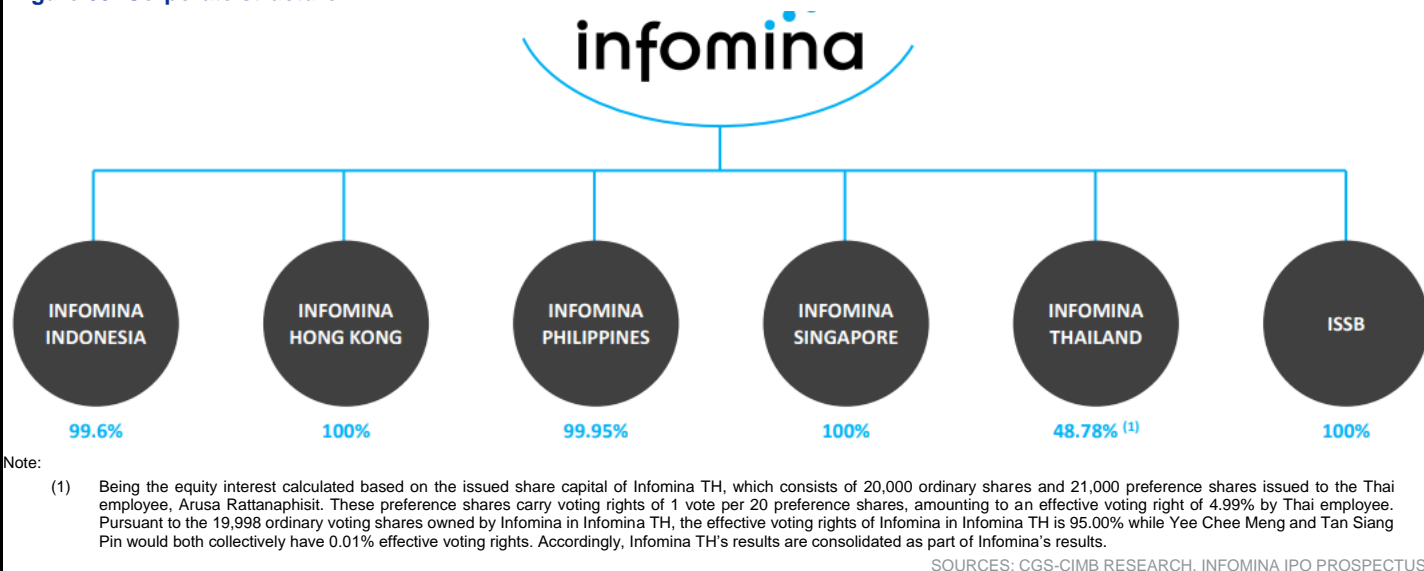 infomina
INFOMINA
INDONESIA
INFOMINA
HONG KONG
INFOMINA
PHILIPPINES
INFOMINA
SINGAPORE
INFOMINA
THAILAND
ISSB
99.6%
100%
99.95%
100%
48.78% (1)
100%
Note:
(1) Being the equity interest calculated based on the issued share capital of Infomina TH, which consists of 20,000 ordinary shares and 21,000 preference shares issued to the Thai
employee, Arusa Rattanaphisit. These preference shares carry voting rights of 1 vote per 20 preference shares, amounting to an effective voting right of 4.99% by Thai employee.
Pursuant to the 19,998 ordinary voting shares owned by Infomina in Infomina TH, the effective voting rights of Infomina in Infomina TH is 95.00% while Yee Chee Meng and Tan Siang
Pin would both collectively have 0.01% effective voting rights. Accordingly, Infomina TH's results are consolidated as part of Infomina's results.
SOURCES: CGS-CIMB RESEARCH, INFOMINA IPO PROSPECTUS